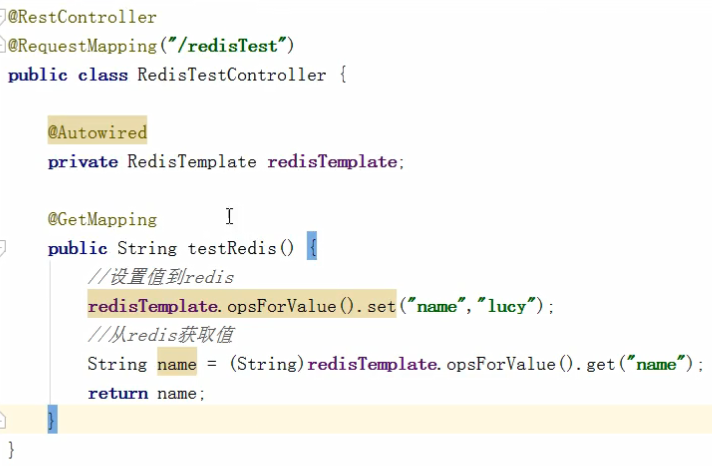 @RestController
@RequestMapping("/redisTest")
public class RedisTestController {
@Autowired
private RedisTemplate redisTemplate;
@GetMapping
public String testRedis() {
//设置值到redis
redisTemplate.opsForValue().set("name","lucy");
//从redis获取值
String name = (String)redisTemplate.opsForValue().get("name");
return name;
}
}